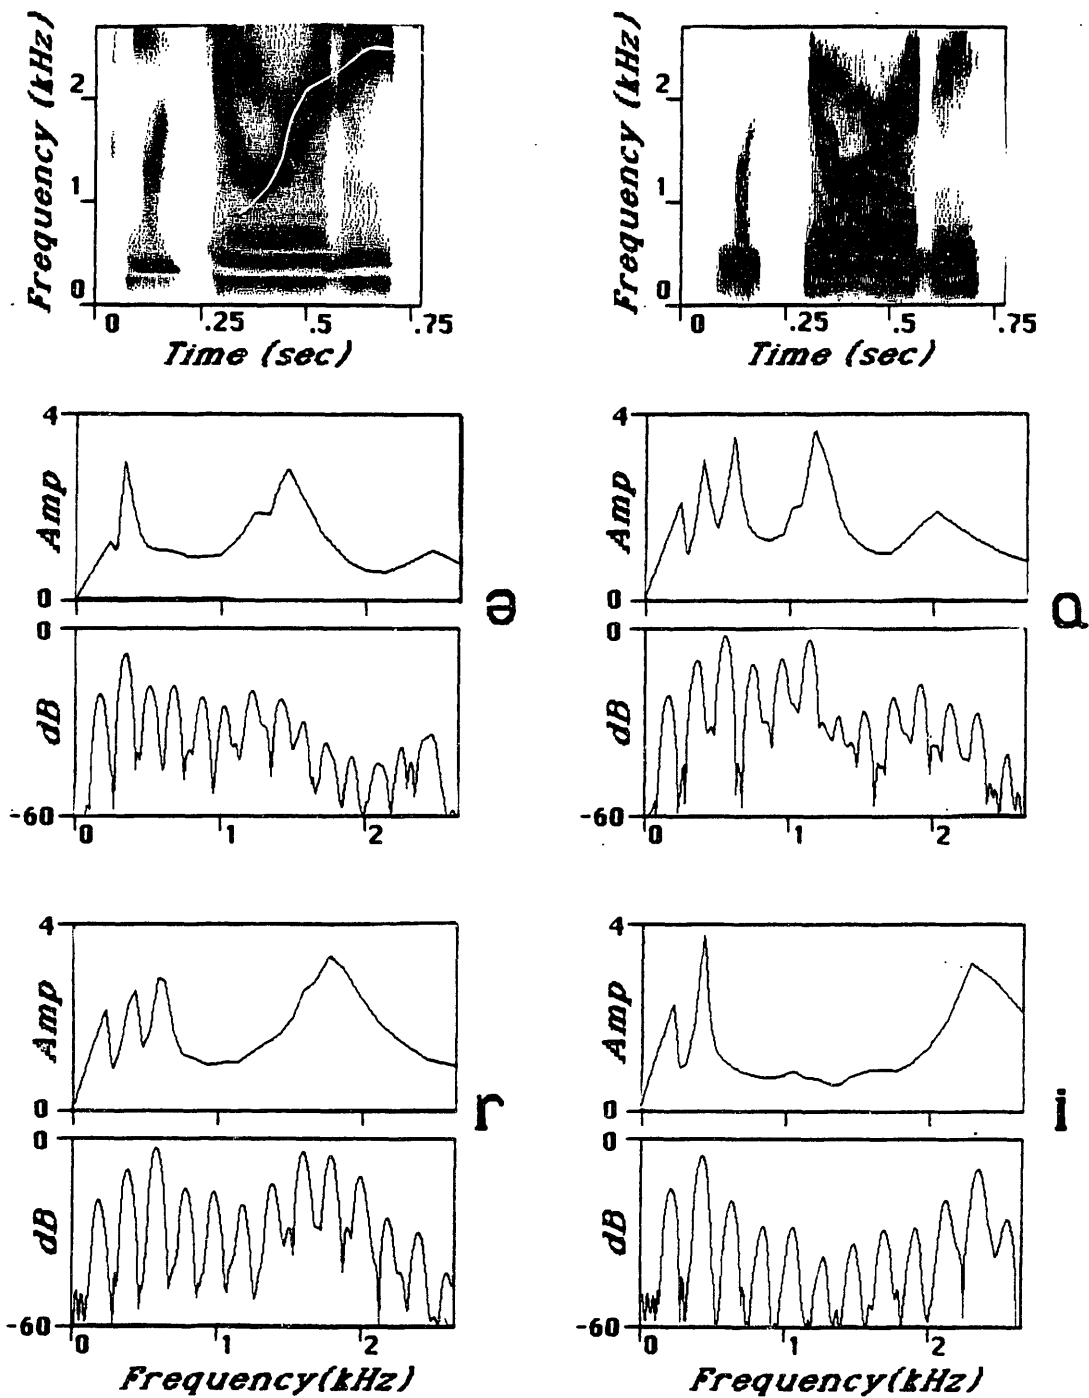 Frequency (kHz)
2
1
0
0 .25 .5 .75
Time (sec)
Frequency (kHz)
2
1
0
0 .25 .5 .75
Time (sec)
4
Amp
0
0
dB
-60
0 1 2
ə
4
Amp
0
0
dB
-60
0 1 2
ɑ
4
Amp
0
0
dB
-60
0 1 2
Frequency(kHz)
r
4
Amp
0
0
dB
-60
0 1 2
Frequency(kHz)
i